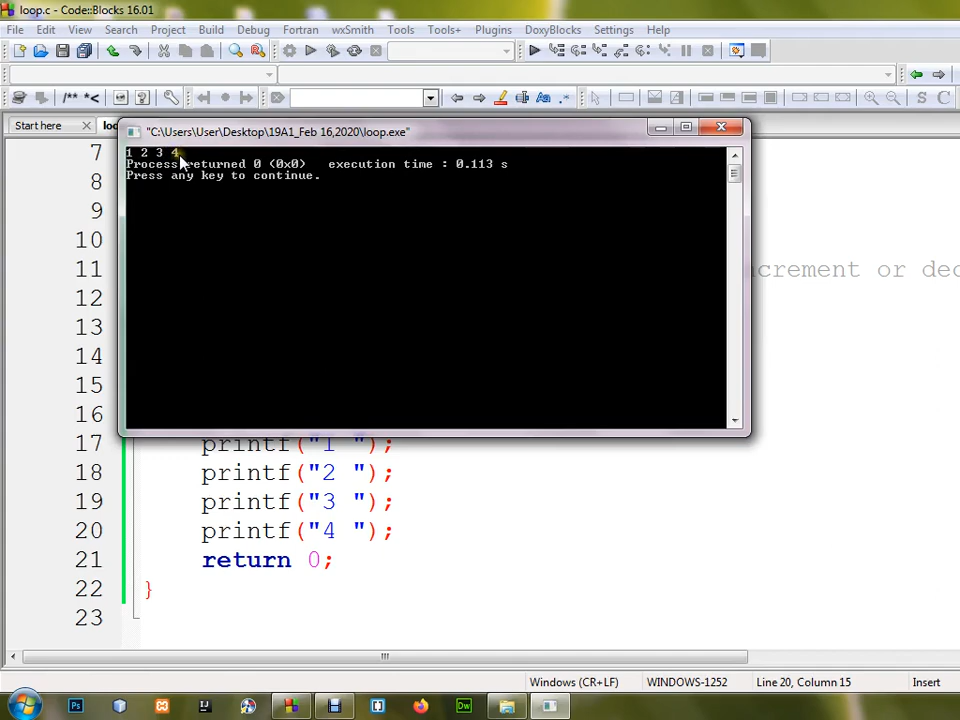 loop.c - Code::Blocks 16.01
File Edit View Search Project Build Debug Fortran wxSmith Tools Tools+ Plugins DoxyBlocks Settings Help
/** *<
Start here
"C:\Users\User\Desktop\19A1_Feb 16,2020\loop.exe"
1 2 3 4
Process returned 0 (0x0) execution time : 0.113 s
Press any key to continue.
7
8
9
10
11 ncrement or dec
12
13
14
15
16
17 printf("1 ");
18 printf("2 ");
19 printf("3 ");
20 printf("4 ");
21 return 0;
22 }
23
Windows (CR+LF) WINDOWS-1252 Line 20, Column 15 Insert
Ps Dw